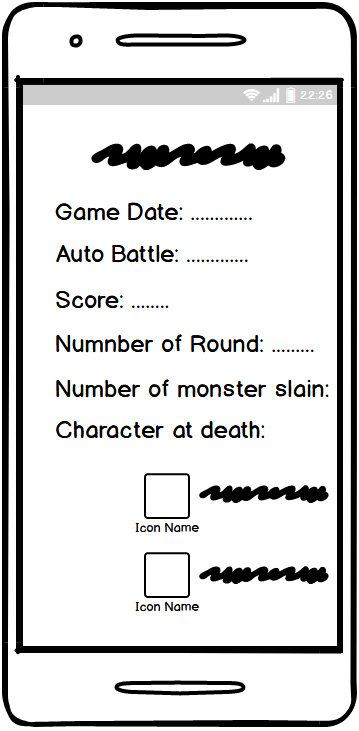 22:26
Game Date: .............
Auto Battle: .............
Score: ........
Numnber of Round: .........
Number of monster slain:
Character at death:
Icon Name
Icon Name